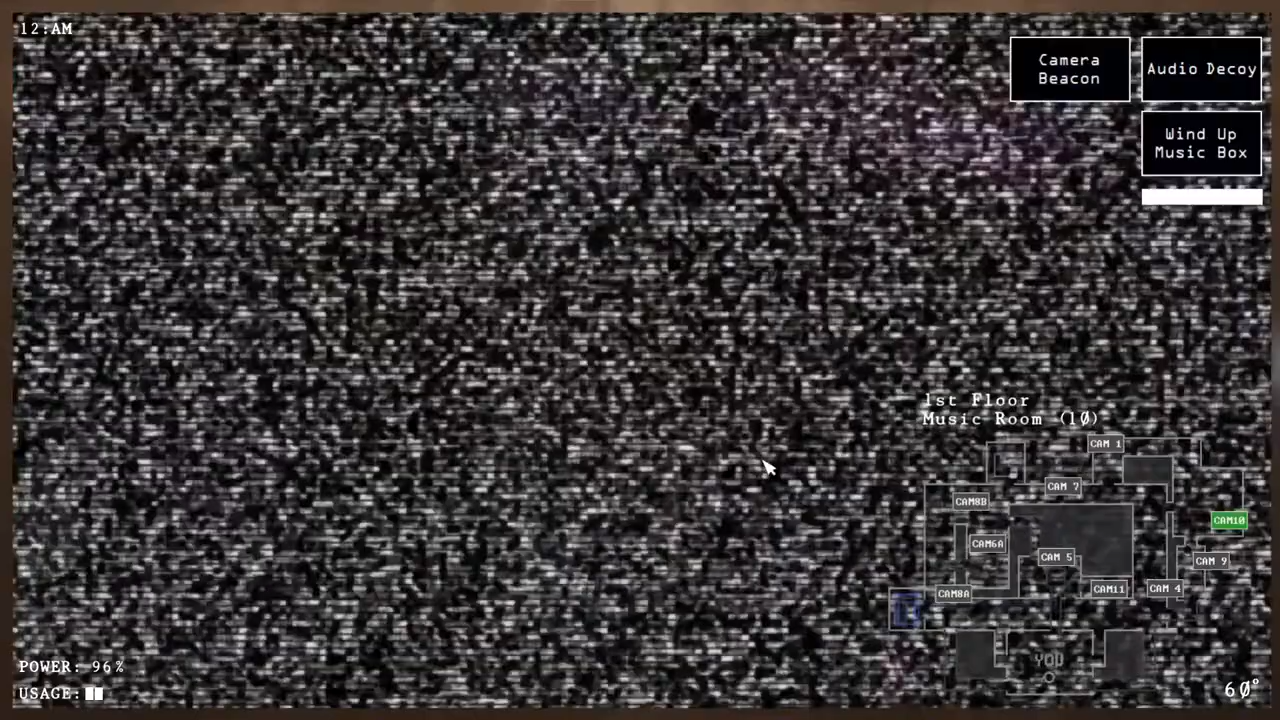 12:AM
Camera
Beacon
Audio Decoy
Wind Up
Music Box
1st Floor
Music Room (10)
CAM 1
CAM 7
CAM8B
CAM10
CAM6A
CAM 5
CAM 9
CAM8A
CAM11
CAM 4
YOU
POWER: 96%
USAGE:
60°